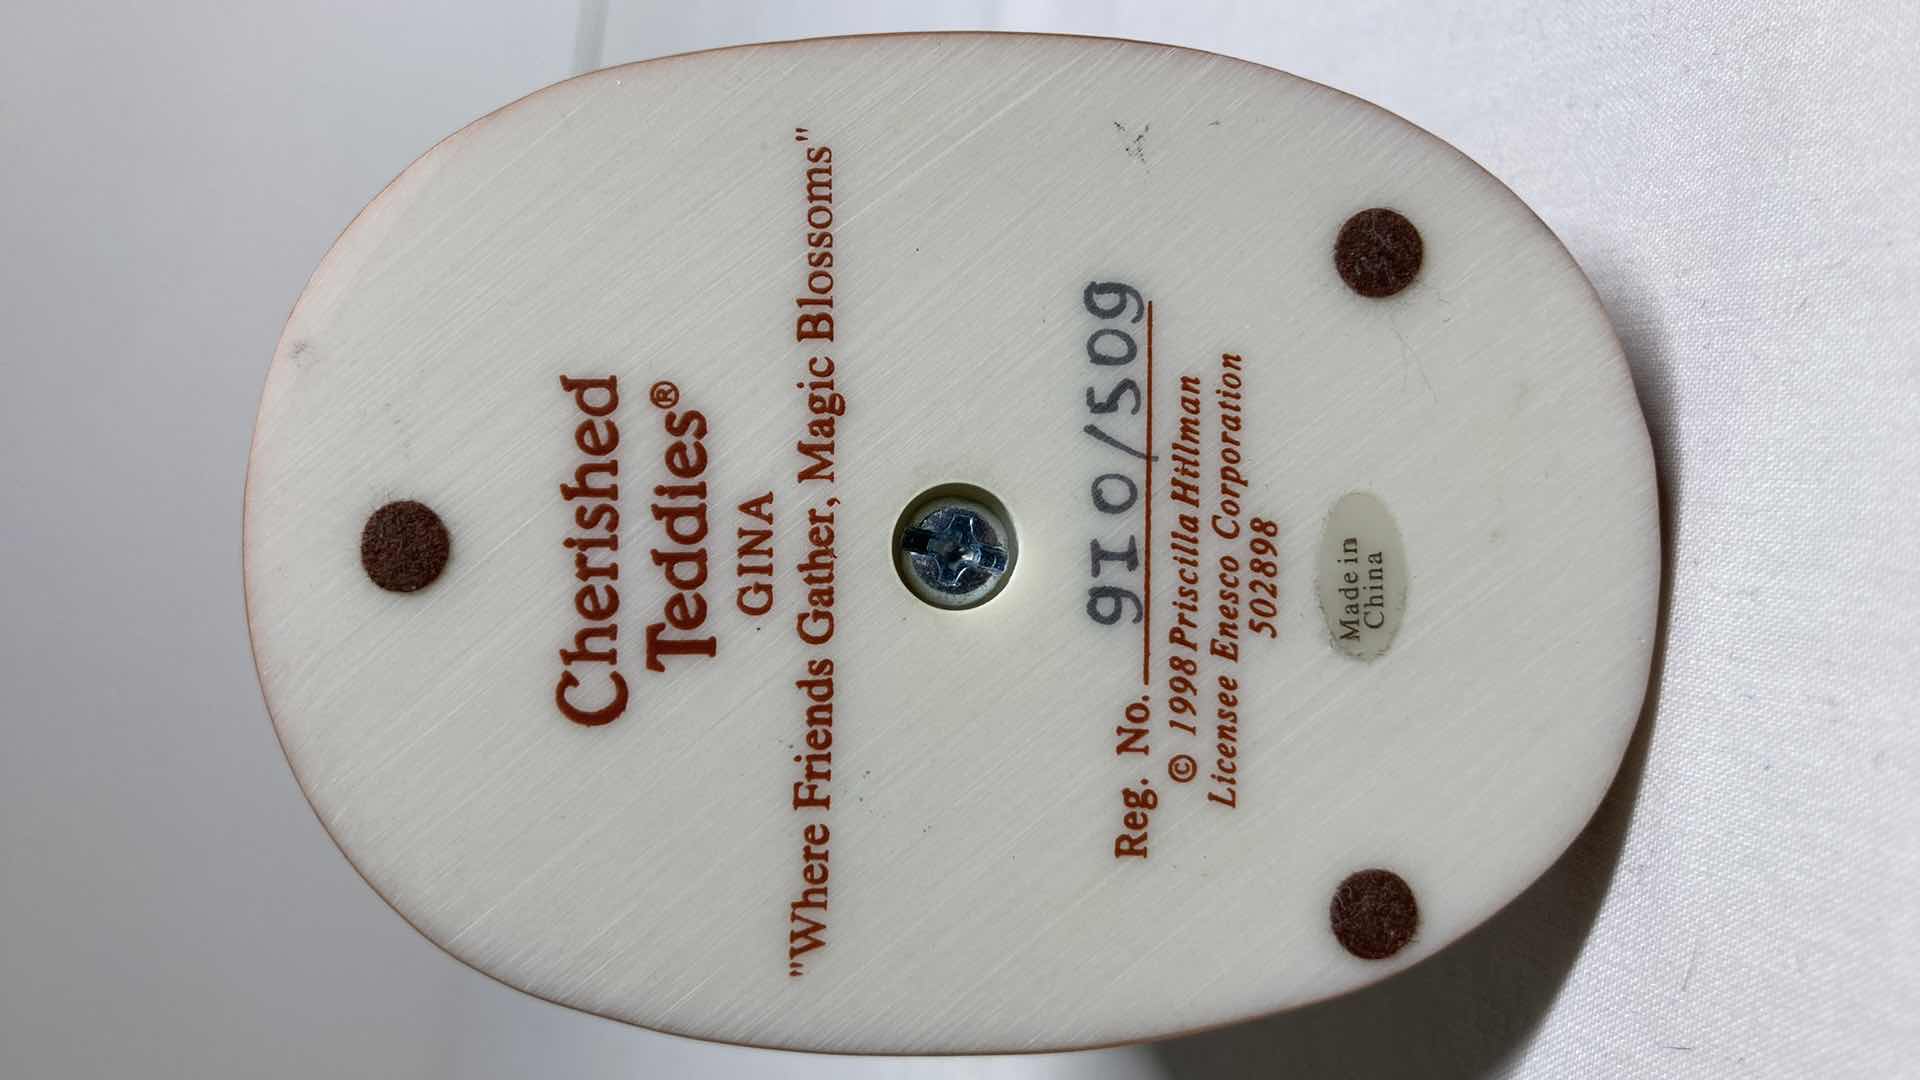 Cherished
Teddies®
GINA
"Where Friends Gather, Magic Blossoms"
Reg. No. 9I0/509
© 1998 Priscilla Hillman
Licensee Enesco Corporation
502898
Made in
China